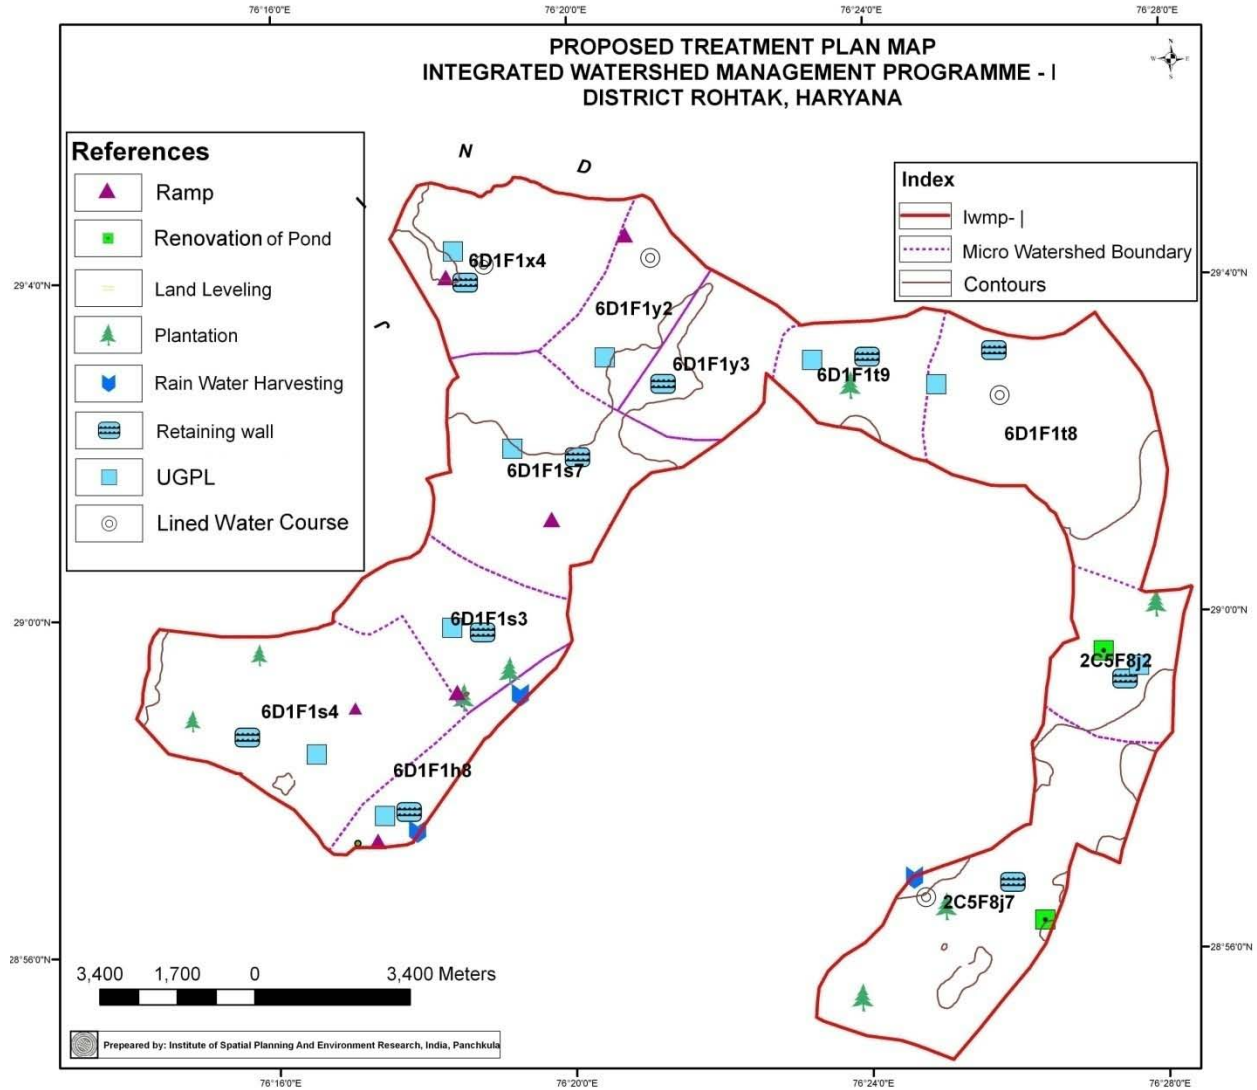 76°16'0"E 76°20'0"E 76°24'0"E 76°28'0"E
PROPOSED TREATMENT PLAN MAP
INTEGRATED WATERSHED MANAGEMENT PROGRAMME - I
DISTRICT ROHTAK, HARYANA
N
W E
S
References
Ramp
Renovation of Pond
Land Leveling
Plantation
Rain Water Harvesting
Retaining wall
UGPL
Lined Water Course
Index
Iwmp- |
Micro Watershed Boundary
Contours
J I N D
29°4'0"N 29°4'0"N
6D1F1x4
6D1F1y2
6D1F1y3
6D1F1t9
6D1F1t8
6D1F1s7
29°0'0"N 29°0'0"N
6D1F1s3
2C5F8j2
6D1F1s4
6D1F1h8
2C5F8j7
28°56'0"N 28°56'0"N
3,400 1,700 0 3,400 Meters
Prepeared by: Institute of Spatial Planning And Environment Research, India, Panchkula
76°16'0"E 76°20'0"E 76°24'0"E 76°28'0"E